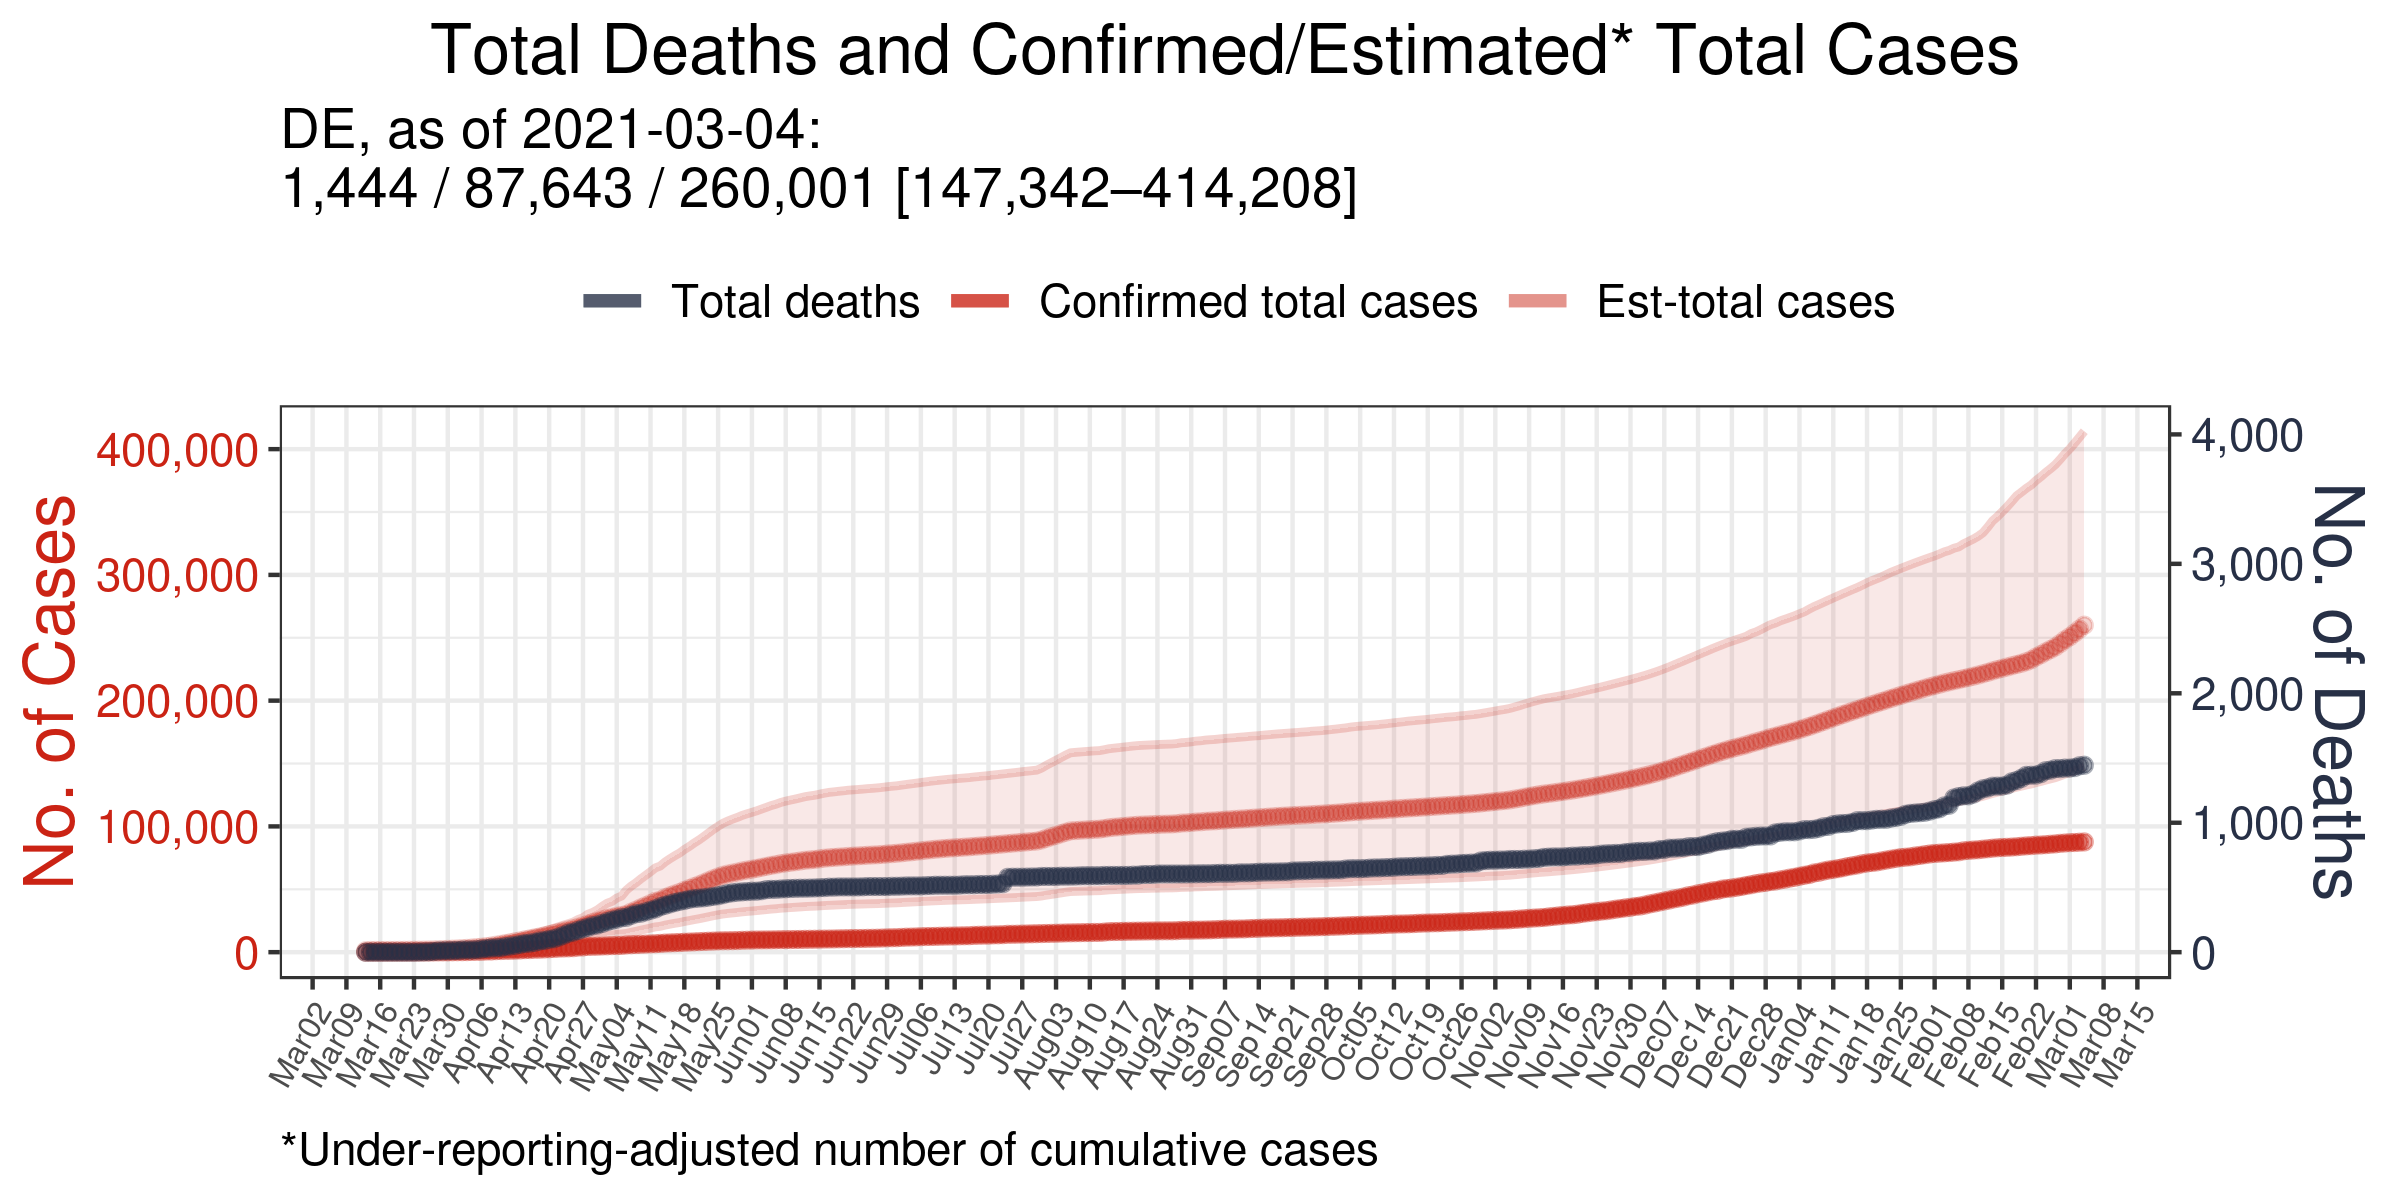 Total Deaths and Confirmed/Estimated* Total Cases
DE, as of 2021-03-04:
1,444 / 87,643 / 260,001 [147,342–414,208]
Total deaths
Confirmed total cases
Est-total cases
No. of Cases
400,000
300,000
200,000
100,000
0
4,000
3,000
2,000
1,000
0
No. of Deaths
Mar02
Mar09
Mar16
Mar23
Mar30
Apr06
Apr13
Apr20
Apr27
May04
May11
May18
May25
Jun01
Jun08
Jun15
Jun22
Jun29
Jul06
Jul13
Jul20
Jul27
Aug03
Aug10
Aug17
Aug24
Aug31
Sep07
Sep14
Sep21
Sep28
Oct05
Oct12
Oct19
Oct26
Nov02
Nov09
Nov16
Nov23
Nov30
Dec07
Dec14
Dec21
Dec28
Jan04
Jan11
Jan18
Jan25
Feb01
Feb08
Feb15
Feb22
Mar01
Mar08
Mar15
*Under-reporting-adjusted number of cumulative cases